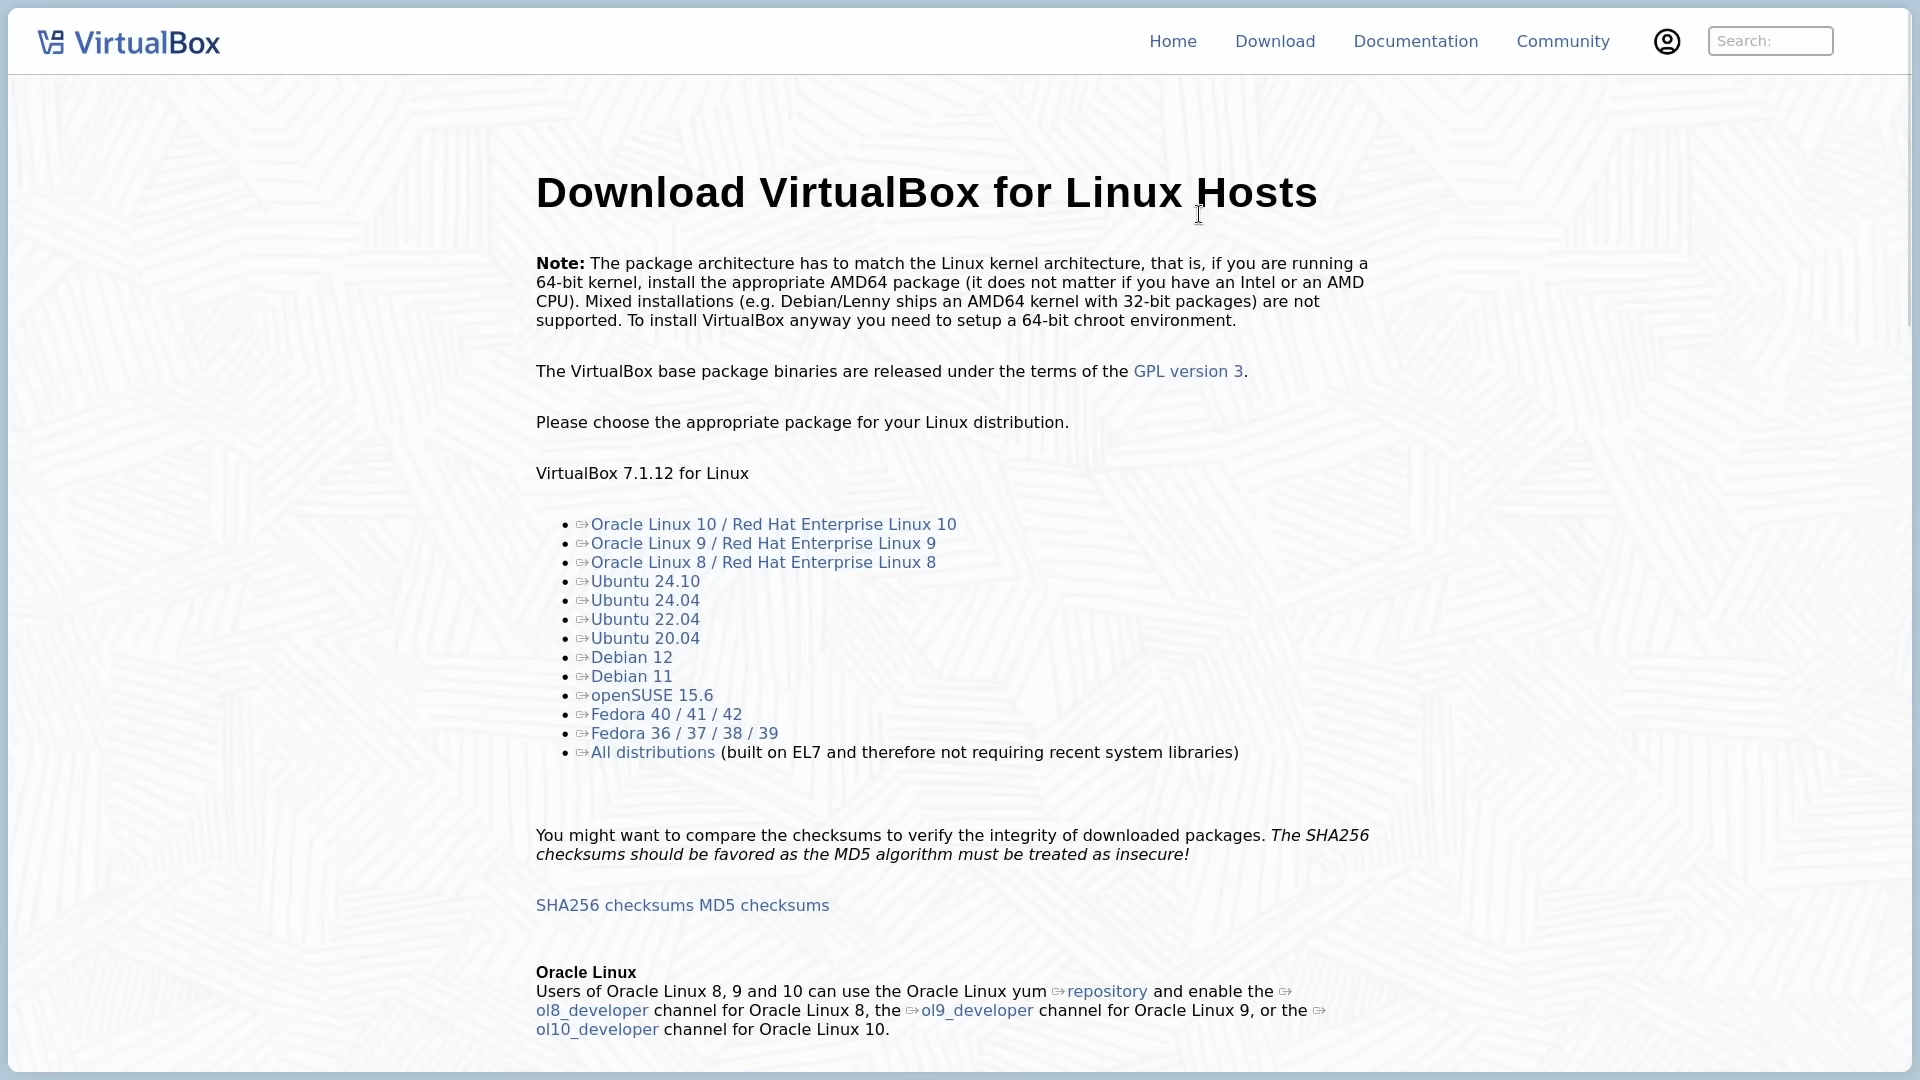 VirtualBox
Home Download Documentation Community Search:
Download VirtualBox for Linux Hosts
Note: The package architecture has to match the Linux kernel architecture, that is, if you are running a
64-bit kernel, install the appropriate AMD64 package (it does not matter if you have an Intel or an AMD
CPU). Mixed installations (e.g. Debian/Lenny ships an AMD64 kernel with 32-bit packages) are not
supported. To install VirtualBox anyway you need to setup a 64-bit chroot environment.
The VirtualBox base package binaries are released under the terms of the GPL version 3.
Please choose the appropriate package for your Linux distribution.
VirtualBox 7.1.12 for Linux
Oracle Linux 10 / Red Hat Enterprise Linux 10
Oracle Linux 9 / Red Hat Enterprise Linux 9
Oracle Linux 8 / Red Hat Enterprise Linux 8
Ubuntu 24.10
Ubuntu 24.04
Ubuntu 22.04
Ubuntu 20.04
Debian 12
Debian 11
openSUSE 15.6
Fedora 40 / 41 / 42
Fedora 36 / 37 / 38 / 39
All distributions (built on EL7 and therefore not requiring recent system libraries)
You might want to compare the checksums to verify the integrity of downloaded packages. The SHA256
checksums should be favored as the MD5 algorithm must be treated as insecure!
SHA256 checksums MD5 checksums
Oracle Linux
Users of Oracle Linux 8, 9 and 10 can use the Oracle Linux yum repository and enable the
ol8_developer channel for Oracle Linux 8, the ol9_developer channel for Oracle Linux 9, or the
ol10_developer channel for Oracle Linux 10.